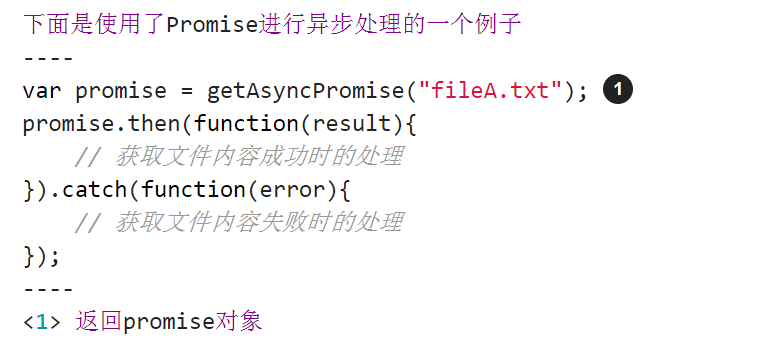 下面是使用了Promise进行异步处理的一个例子
----
var promise = getAsyncPromise("fileA.txt"); 1
promise.then(function(result){
    // 获取文件内容成功时的处理
}).catch(function(error){
    // 获取文件内容失败时的处理
});
----
<1> 返回promise对象